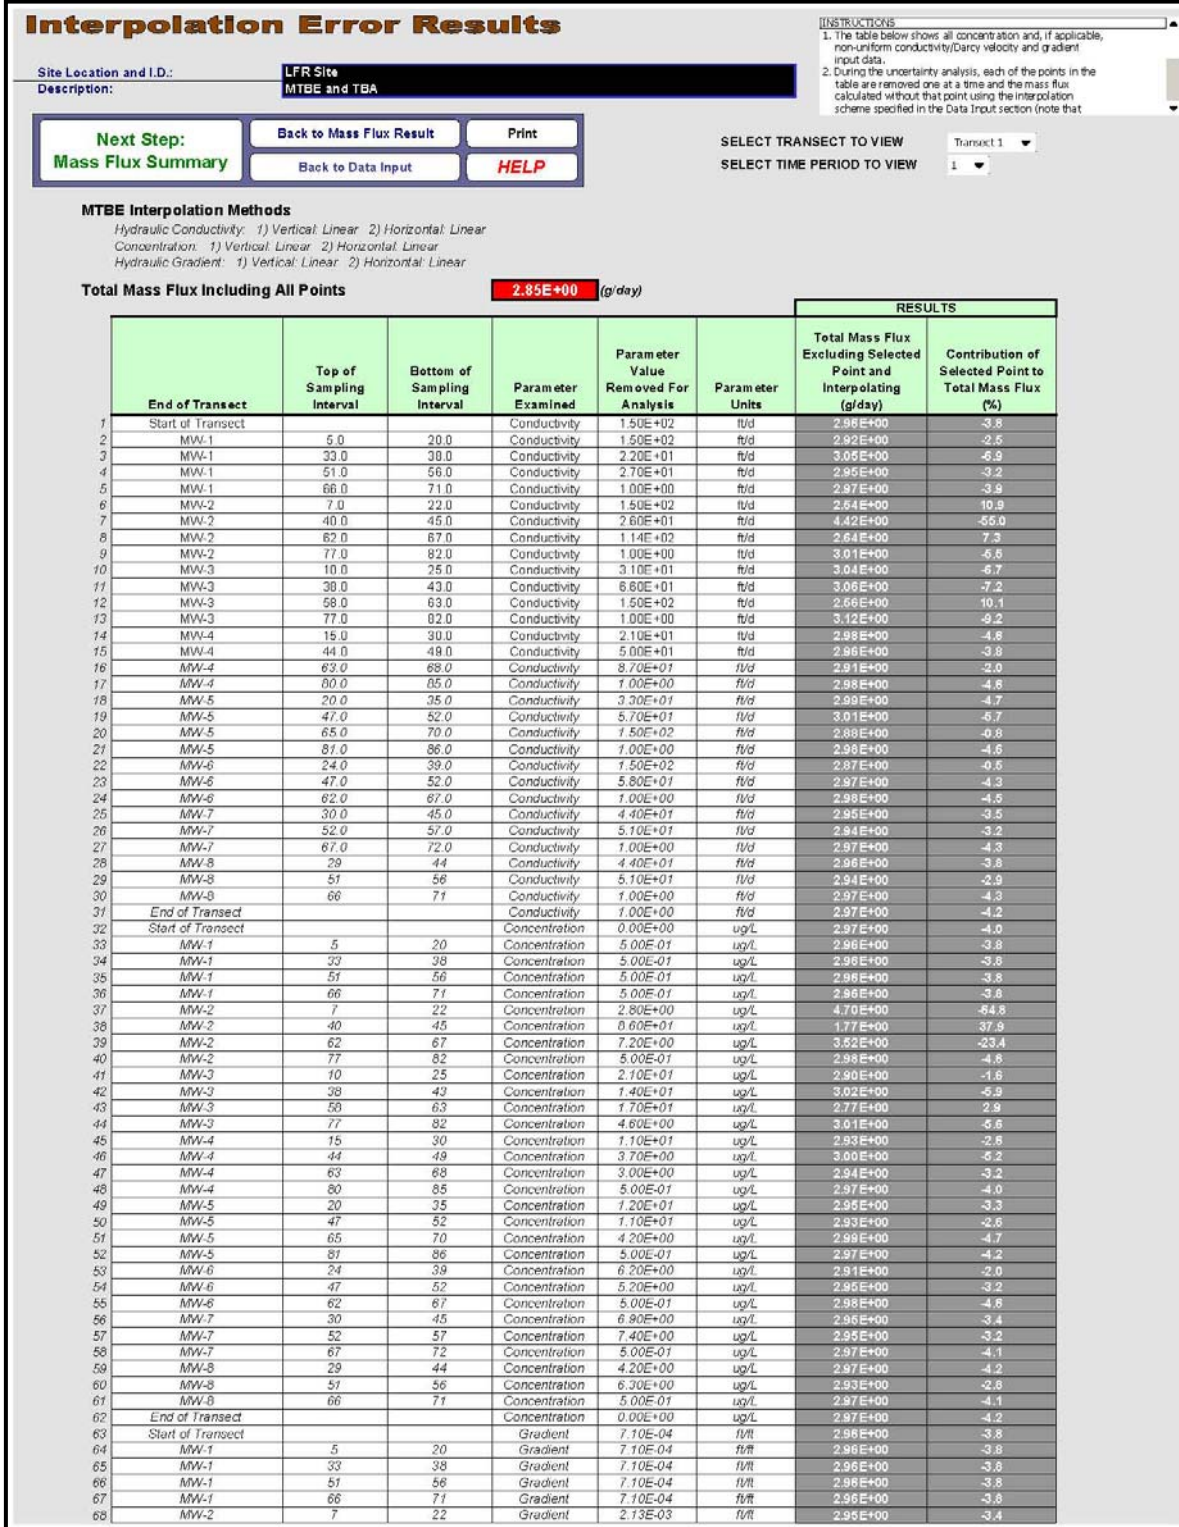 Interpolation Error Results
INSTRUCTIONS
1. The table below shows all concentration and, if applicable,
non-uniform conductivity/Darcy velocity and gradient
input data.
2. During the uncertainty analysis, each of the points in the
table are removed one at a time and the mass flux
calculated without that point using the interpolation
scheme specified in the Data Input section (note that
Site Location and I.D.: LFR Site
Description: MTBE and TBA
Next Step:
Mass Flux Summary
Back to Mass Flux Result
Print
Back to Data Input
HELP
SELECT TRANSECT TO VIEW Transect 1
SELECT TIME PERIOD TO VIEW 1
MTBE Interpolation Methods
Hydraulic Conductivity: 1) Vertical: Linear 2) Horizontal: Linear
Concentration: 1) Vertical: Linear 2) Horizontal: Linear
Hydraulic Gradient: 1) Vertical: Linear 2) Horizontal: Linear
Total Mass Flux Including All Points 2.85E+00 (g/day)
RESULTS
End of Transect
Top of
Sampling
Interval
Bottom of
Sampling
Interval
Parameter
Examined
Parameter
Value
Removed For
Analysis
Parameter
Units
Total Mass Flux
Excluding Selected
Point and
Interpolating
(g/day)
Contribution of
Selected Point to
Total Mass Flux
(%)
1 Start of Transect Conductivity 1.50E+02 ft/d 2.96E+00 -3.8
2 MW-1 5.0 20.0 Conductivity 1.50E+02 ft/d 2.92E+00 -2.5
3 MW-1 33.0 38.0 Conductivity 2.20E+01 ft/d 3.05E+00 -6.9
4 MW-1 51.0 56.0 Conductivity 2.70E+01 ft/d 2.95E+00 -3.2
5 MW-1 66.0 71.0 Conductivity 1.00E+00 ft/d 2.97E+00 -3.9
6 MW-2 7.0 22.0 Conductivity 1.50E+02 ft/d 2.54E+00 10.9
7 MW-2 40.0 45.0 Conductivity 2.60E+01 ft/d 4.42E+00 -55.0
8 MW-2 62.0 67.0 Conductivity 1.14E+02 ft/d 2.64E+00 7.3
9 MW-2 77.0 82.0 Conductivity 1.00E+00 ft/d 3.01E+00
10 MW-3 10.0 25.0 Conductivity 3.10E+01 ft/d 3.04E+00 -6.7
11 MW-3 38.0 43.0 Conductivity 6.60E+01 ft/d 3.06E+00 -7.2
12 MW-3 58.0 63.0 Conductivity 1.50E+02 ft/d 2.56E+00 10.1
13 MW-3 77.0 82.0 Conductivity 1.00E+00 ft/d 3.12E+00 -9.2
14 MW-4 15.0 30.0 Conductivity 2.10E+01 ft/d 2.98E+00
15 MW-4 44.0 49.0 Conductivity 5.00E+01 ft/d 2.96E+00 -3.8
16 MW-4 63.0 68.0 Conductivity 8.70E+01 ft/d 2.91E+00 -2.0
17 MW-4 80.0 85.0 Conductivity 1.00E+00 ft/d 2.98E+00
18 MW-5 20.0 35.0 Conductivity 3.30E+01 ft/d 2.99E+00 -4.7
19 MW-5 47.0 52.0 Conductivity 5.70E+01 ft/d 3.01E+00
20 MW-5 65.0 70.0 Conductivity 1.50E+02 ft/d 2.88E+00 -0.8
21 MW-5 81.0 86.0 Conductivity 1.00E+00 ft/d 2.98E+00
22 MW-6 24.0 39.0 Conductivity 1.50E+02 ft/d 2.87E+00 -0.5
23 MW-6 47.0 52.0 Conductivity 5.80E+01 ft/d 2.97E+00 -4.3
24 MW-6 62.0 67.0 Conductivity 1.00E+00 ft/d 2.98E+00 -4.5
25 MW-7 30.0 45.0 Conductivity 4.40E+01 ft/d 2.95E+00 -3.5
26 MW-7 52.0 57.0 Conductivity 5.10E+01 ft/d 2.94E+00 -3.2
27 MW-7 67.0 72.0 Conductivity 1.00E+00 ft/d 2.97E+00 -4.3
28 MW-8 29 44 Conductivity 4.40E+01 ft/d 2.96E+00 -3.8
29 MW-8 51 56 Conductivity 5.10E+01 ft/d 2.94E+00 -2.9
30 MW-8 66 71 Conductivity 1.00E+00 ft/d 2.97E+00 -4.3
31 End of Transect Conductivity 1.00E+00 ft/d 2.97E+00 -4.2
32 Start of Transect Concentration 0.00E+00 ug/L 2.97E+00 -4.0
33 MW-1 5 20 Concentration 5.00E-01 ug/L 2.96E+00 -3.8
34 MW-1 33 38 Concentration 5.00E-01 ug/L 2.96E+00 -3.8
35 MW-1 51 56 Concentration 5.00E-01 ug/L 2.96E+00 -3.8
36 MW-1 66 71 Concentration 5.00E-01 ug/L 2.96E+00 -3.8
37 MW-2 7 22 Concentration 2.80E+00 ug/L 4.70E+00 -64.8
38 MW-2 40 45 Concentration 8.60E+01 ug/L 1.77E+00 37.9
39 MW-2 62 67 Concentration 7.20E+00 ug/L 3.52E+00 -23.4
40 MW-2 77 82 Concentration 5.00E-01 ug/L 2.98E+00
41 MW-3 10 25 Concentration 2.10E+01 ug/L 2.90E+00 -1.6
42 MW-3 38 43 Concentration 1.40E+01 ug/L 3.02E+00 -5.9
43 MW-3 58 63 Concentration 1.70E+01 ug/L 2.77E+00 2.9
44 MW-3 77 82 Concentration 4.60E+00 ug/L 3.01E+00 -5.6
45 MW-4 15 30 Concentration 1.10E+01 ug/L 2.93E+00
46 MW-4 44 49 Concentration 3.70E+00 ug/L 3.00E+00 -5.2
47 MW-4 63 68 Concentration 3.00E+00 ug/L 2.94E+00 -3.2
48 MW-4 80 85 Concentration 5.00E-01 ug/L 2.97E+00 -4.0
49 MW-5 20 35 Concentration 1.20E+01 ug/L 2.95E+00 -3.3
50 MW-5 47 52 Concentration 1.10E+01 ug/L 2.93E+00 -2.6
51 MW-5 65 70 Concentration 4.20E+00 ug/L 2.99E+00 -4.7
52 MW-5 81 86 Concentration 5.00E-01 ug/L 2.97E+00 -4.2
53 MW-6 24 39 Concentration 6.20E+00 ug/L 2.91E+00 -2.0
54 MW-6 47 52 Concentration 5.20E+00 ug/L 2.95E+00 -3.2
55 MW-6 62 67 Concentration 5.00E-01 ug/L 2.98E+00
56 MW-7 30 45 Concentration 6.90E+00 ug/L 2.95E+00 -3.4
57 MW-7 52 57 Concentration 7.40E+00 ug/L 2.95E+00 -3.2
58 MW-7 67 72 Concentration 5.00E-01 ug/L 2.97E+00 -4.1
59 MW-8 29 44 Concentration 4.20E+00 ug/L 2.97E+00 -4.2
60 MW-8 51 56 Concentration 6.30E+00 ug/L 2.93E+00 -2.8
61 MW-8 66 71 Concentration 5.00E-01 ug/L 2.97E+00 -4.1
62 End of Transect Concentration 0.00E+00 ug/L 2.97E+00 -4.2
63 Start of Transect Gradient 7.10E-04 ft/ft 2.96E+00 -3.8
64 MW-1 5 20 Gradient 7.10E-04 ft/ft 2.96E+00 -3.8
65 MW-1 33 38 Gradient 7.10E-04 ft/ft 2.96E+00 -3.8
66 MW-1 51 56 Gradient 7.10E-04 ft/ft 2.96E+00 -3.8
67 MW-1 66 71 Gradient 7.10E-04 ft/ft 2.96E+00 -3.8
68 MW-2 7 22 Gradient 2.13E-03 ft/ft 2.95E+00 -3.4